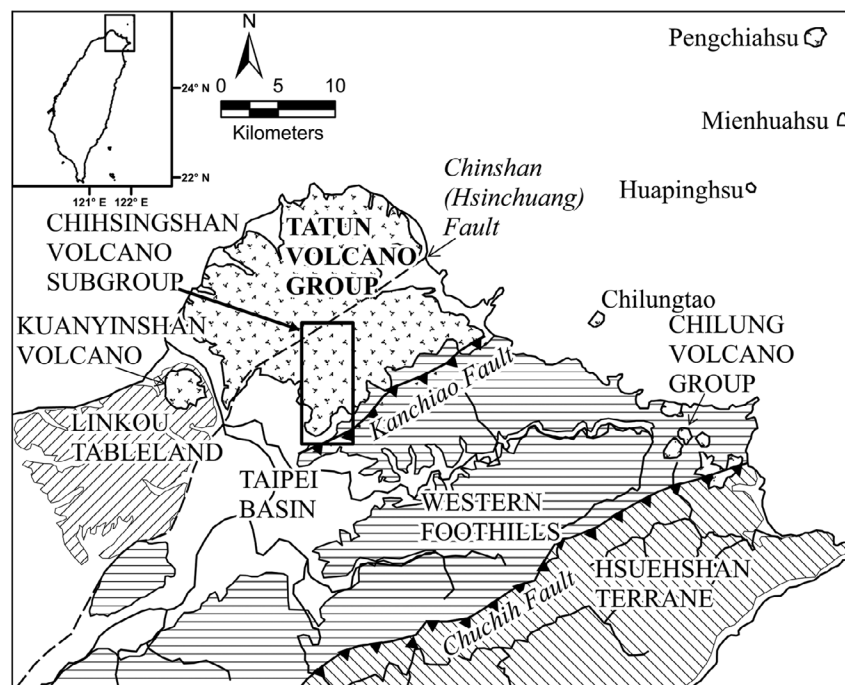 Pengchiahsu
N
24° N
0 5 10
Kilometers
Mienhuahsu
22° N
121° E 122° E
Chinshan
(Hsinchuang)
Fault
Huapinghsu
CHIHSINGSHAN
VOLCANO
SUBGROUP
TATUN
VOLCANO
GROUP
Chilungtao
KUANYINSHAN
VOLCANO
CHILUNG
VOLCANO
GROUP
Kanchiao Fault
LINKOU
TABLELAND
TAIPEI
BASIN
WESTERN
FOOTHILLS
HSUEHSHAN
TERRANE
Chuchih Fault